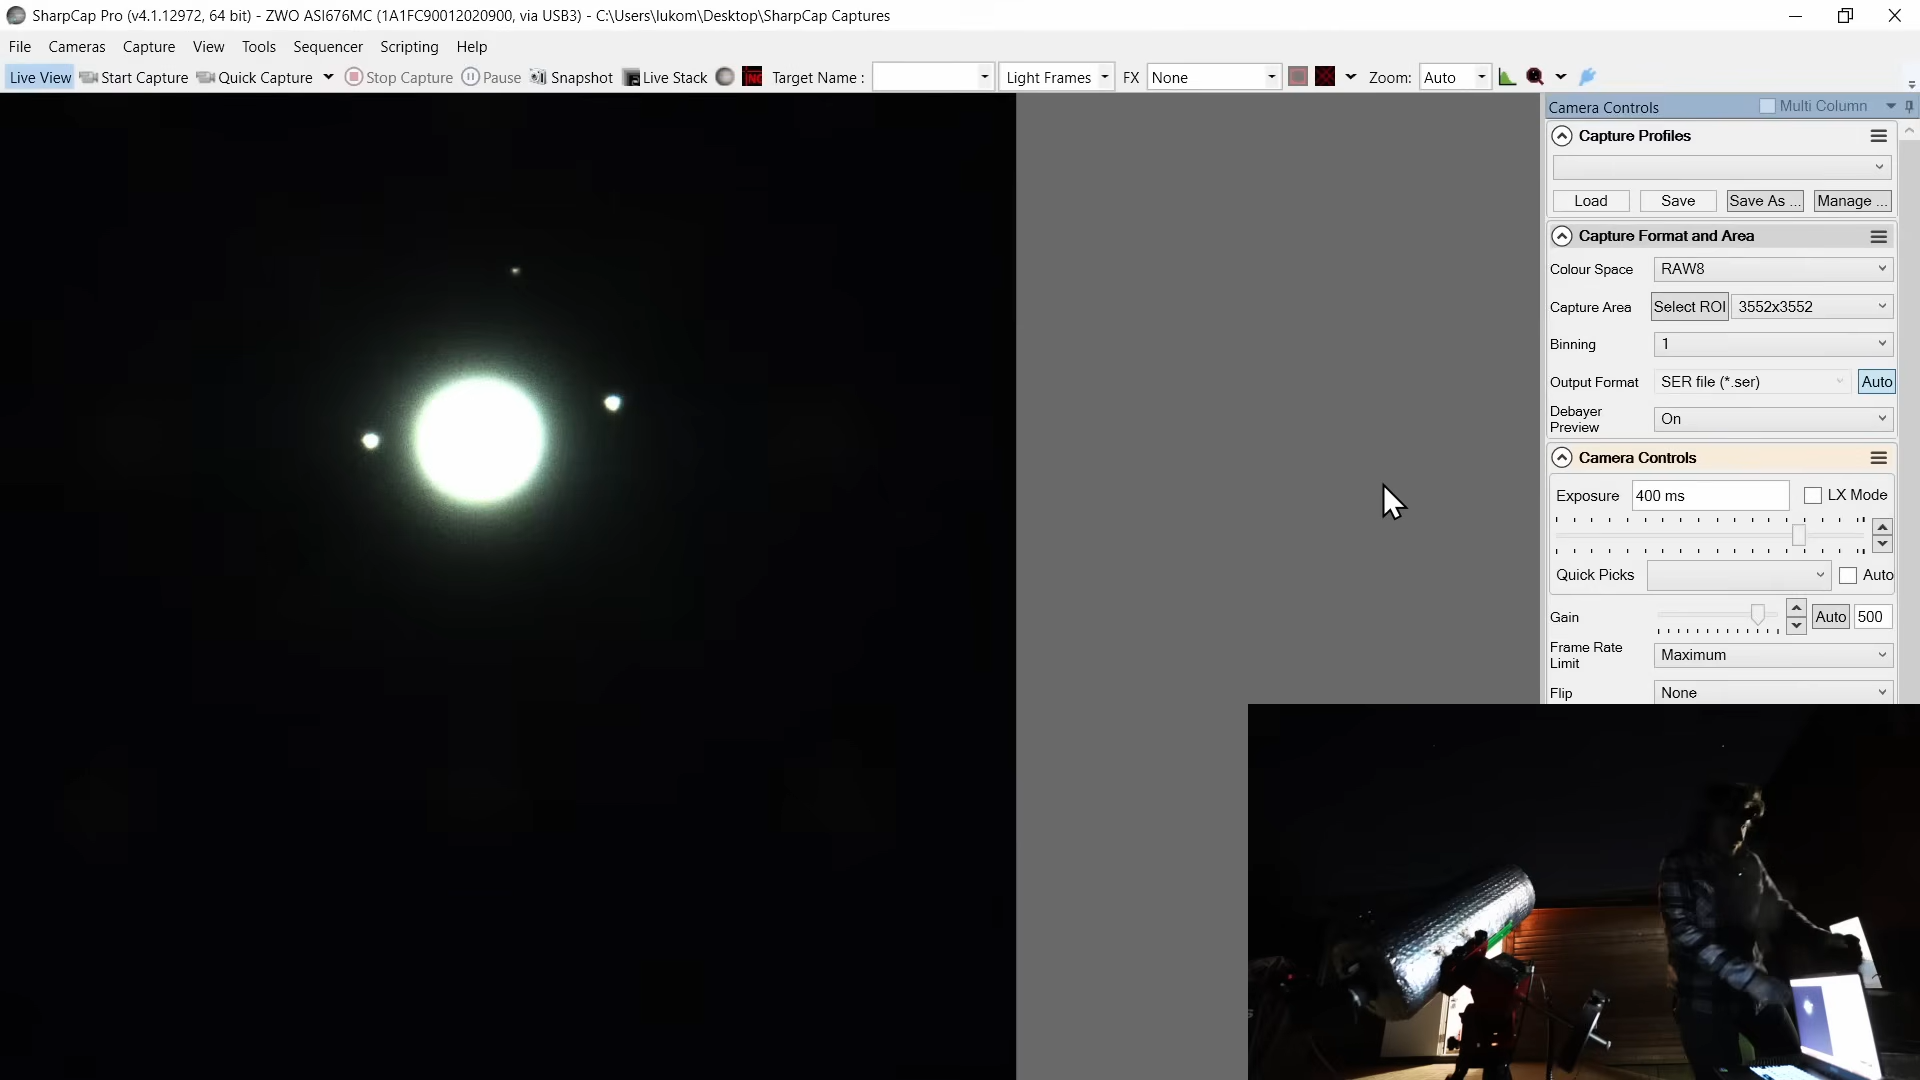 SharpCap Pro (v4.1.12972, 64 bit) - ZWO ASI676MC (1A1FC90012020900, via USB3) - C:\Users\lukom\Desktop\SharpCap Captures
File Cameras Capture View Tools Sequencer Scripting Help
Live View Start Capture Quick Capture Stop Capture Pause Snapshot Live Stack Target Name : Light Frames FX None Zoom: Auto
Camera Controls Multi Column
Capture Profiles
Load Save Save As ... Manage ...
Capture Format and Area
Colour Space RAW8
Capture Area Select ROI 3552x3552
Binning 1
Output Format SER file (*.ser) Auto
Debayer Preview On
Camera Controls
Exposure 400 ms LX Mode
Quick Picks Auto
Gain Auto 500
Frame Rate Limit Maximum
Flip None